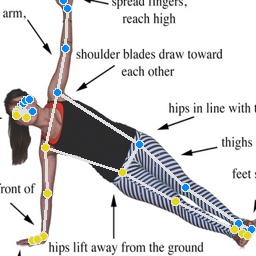 spread fingers,
reach high
arm,
shoulder blades draw toward
each other
hips in line with
thighs
feet
front of
hips lift away from the ground